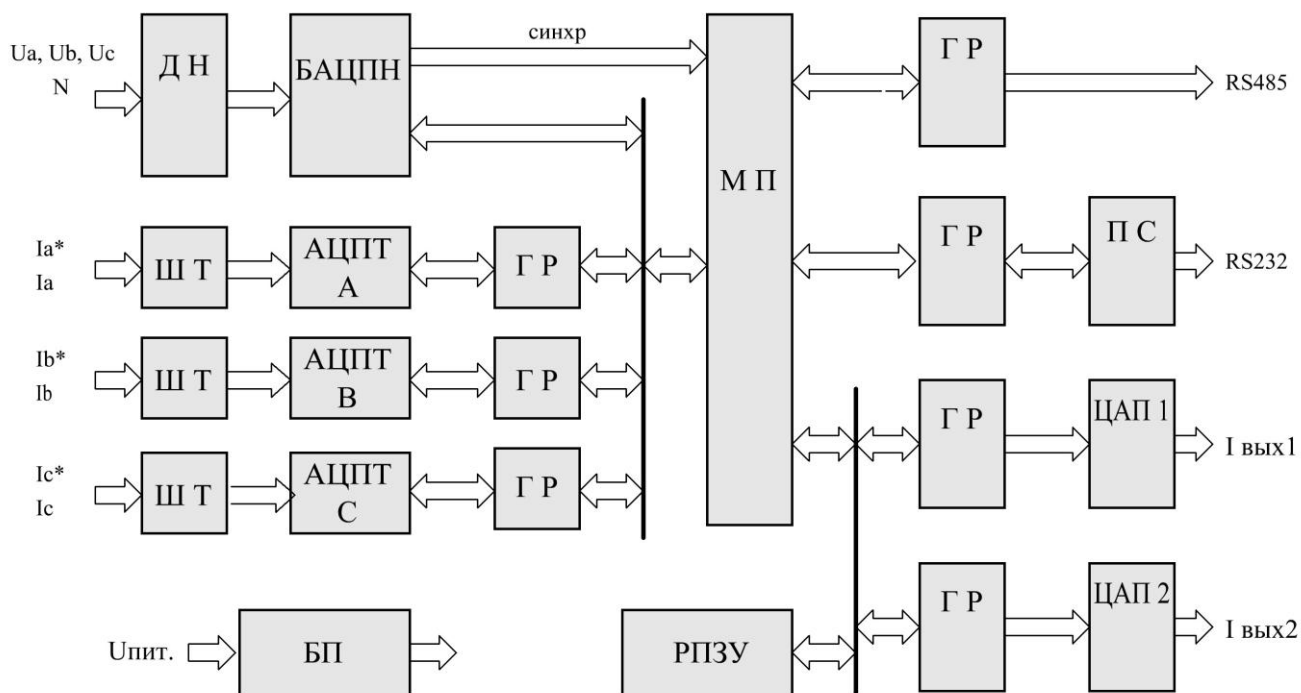 Ua, Ub, Uc
N
Д Н
БАЦПН
синхр
М П
Г Р
RS485
Ia*
Ia
Ш Т
АЦПТ
А
Г Р
Г Р
П С
RS232
Ib*
Ib
Ш Т
АЦПТ
В
Г Р
Г Р
ЦАП 1
I вых1
Ic*
Ic
Ш Т
АЦПТ
С
Г Р
Г Р
ЦАП 2
I вых2
Uпит.
БП
РПЗУ